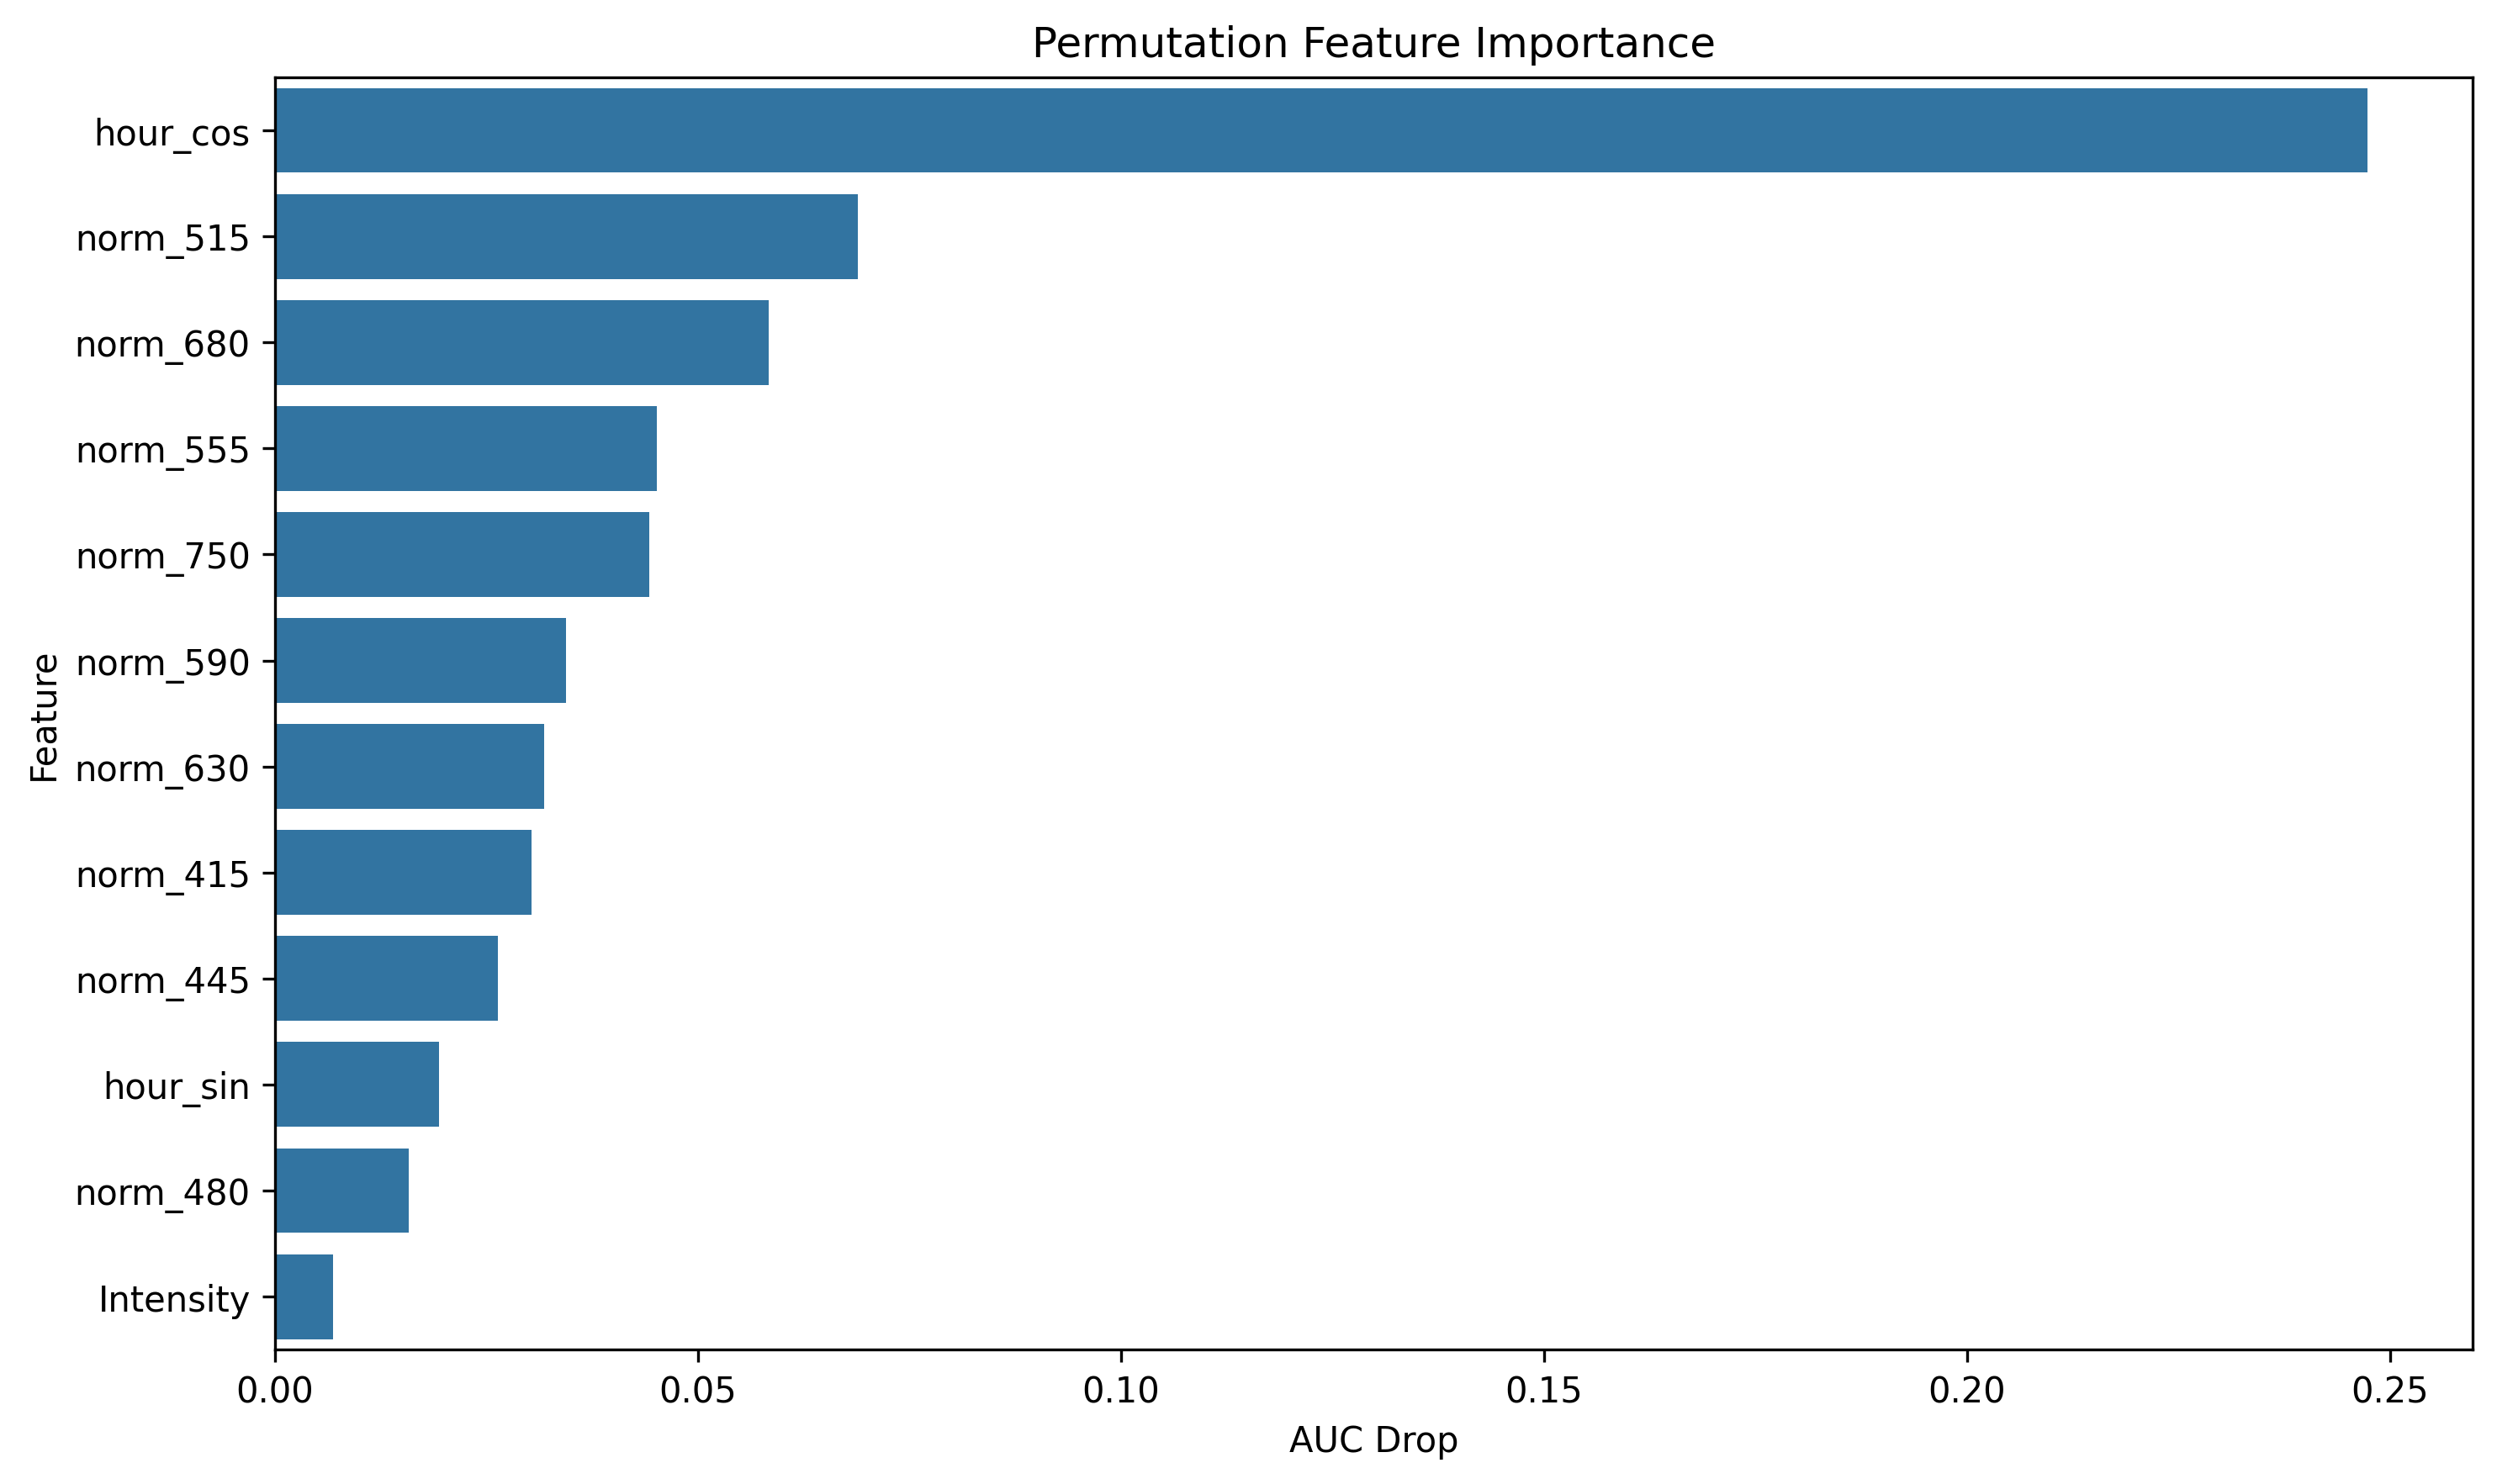 Permutation Feature Importance
hour_cos
norm_515
norm_680
norm_555
norm_750
norm_590
norm_630
norm_415
norm_445
hour_sin
norm_480
Intensity
Feature
0.00 0.05 0.10 0.15 0.20 0.25
AUC Drop